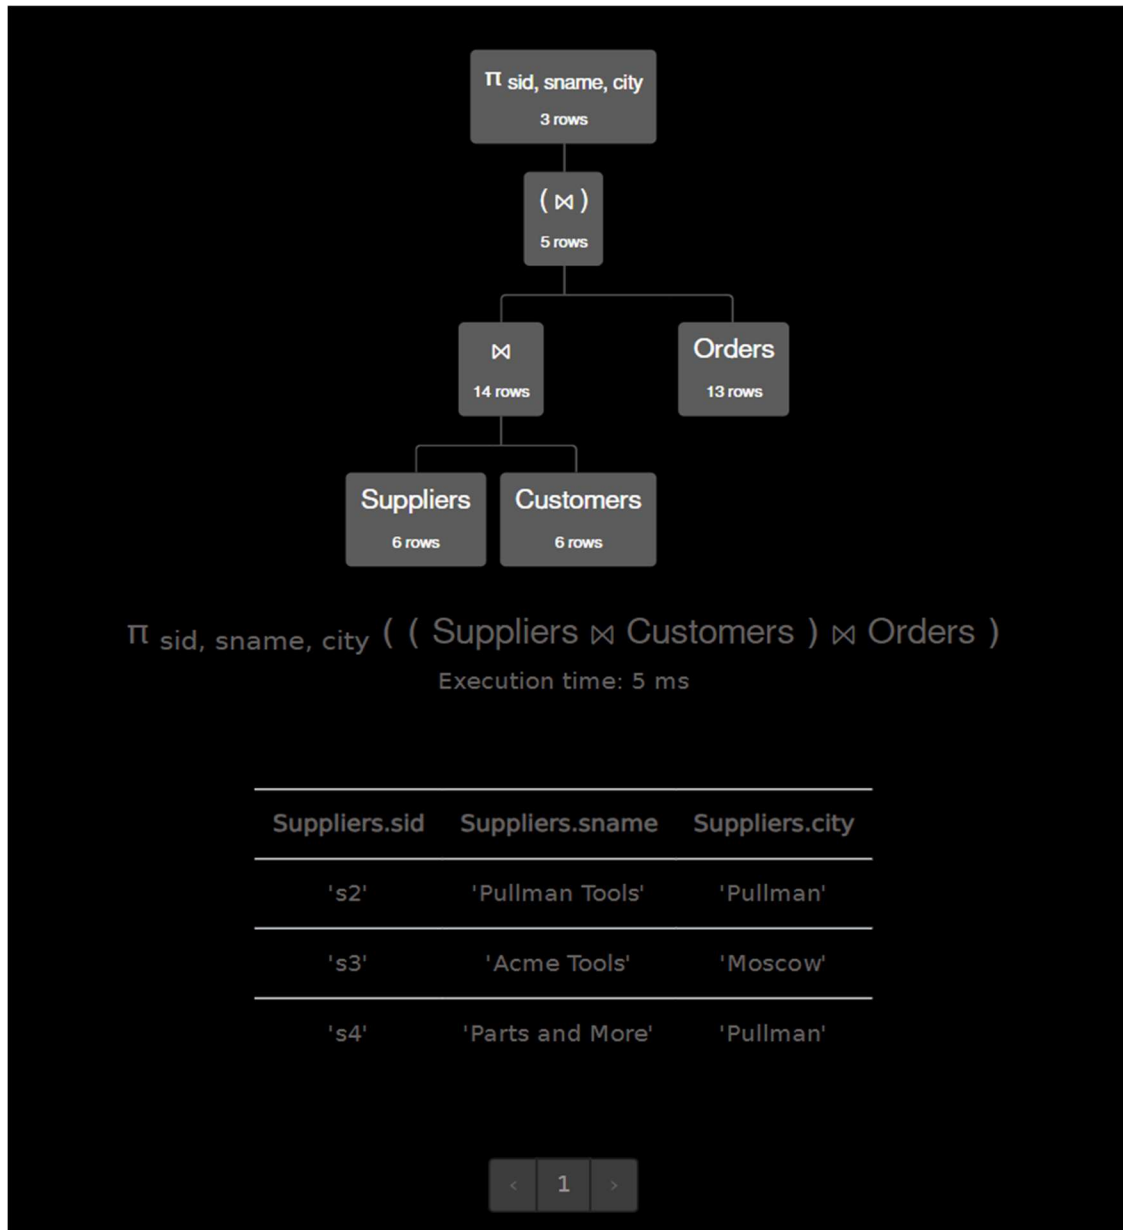 π sid, sname, city
3 rows
( ⋈ )
5 rows
⋈
14 rows
Orders
13 rows
Suppliers
6 rows
Customers
6 rows
π sid, sname, city ( ( Suppliers ⋈ Customers ) ⋈ Orders )
Execution time: 5 ms
Suppliers.sid Suppliers.sname Suppliers.city
's2' 'Pullman Tools' 'Pullman'
's3' 'Acme Tools' 'Moscow'
's4' 'Parts and More' 'Pullman'
‹ 1 ›